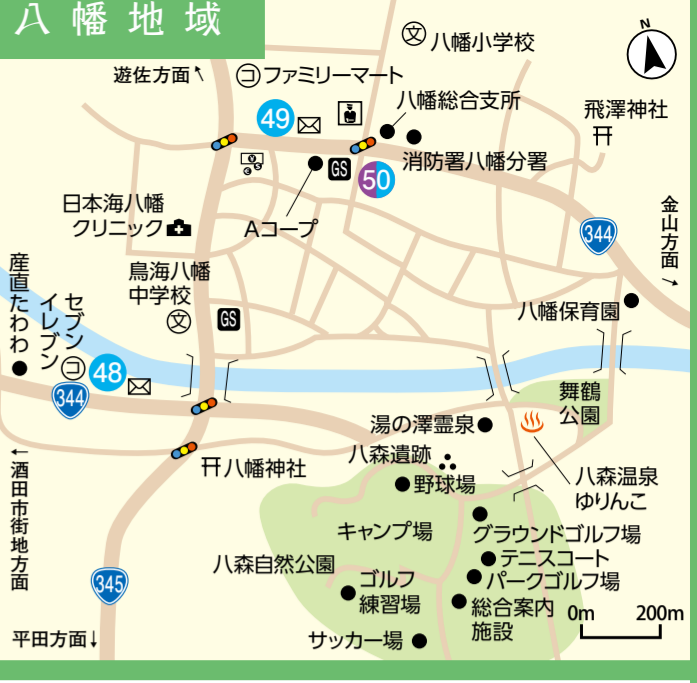 八幡地域
N
文 八幡小学校
遊佐方面
コ ファミリーマート
八幡総合支所
飛澤神社
49
GS
50
消防署八幡分署
Aコープ
日本海八幡
クリニック
344
金山方面
鳥海八幡
中学校
文
GS
八幡保育園
産直たわわ
セブン
イレブン
コ
48
344
舞鶴
公園
湯の澤霊泉
八森遺跡
野球場
八幡神社
八森温泉
ゆりんこ
酒田市街地方面
キャンプ場
グラウンドゴルフ場
テニスコート
パークゴルフ場
八森自然公園
ゴルフ
練習場
総合案内
施設
345
0m 200m
平田方面
サッカー場